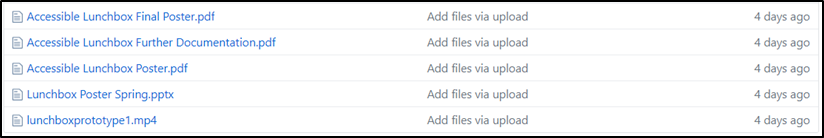 Accessible Lunchbox Final Poster.pdf Add files via upload 4 days ago
Accessible Lunchbox Further Documentation.pdf Add files via upload 4 days ago
Accessible Lunchbox Poster.pdf Add files via upload 4 days ago
Lunchbox Poster Spring.pptx Add files via upload 4 days ago
lunchboxprototype1.mp4 Add files via upload 4 days ago